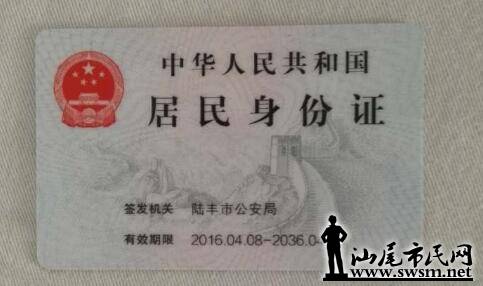 中华人民共和国
居民身份证
签发机关 陆丰市公安局
有效期限 2016.04.08-2036.0
汕尾市民网
www.swsm.net